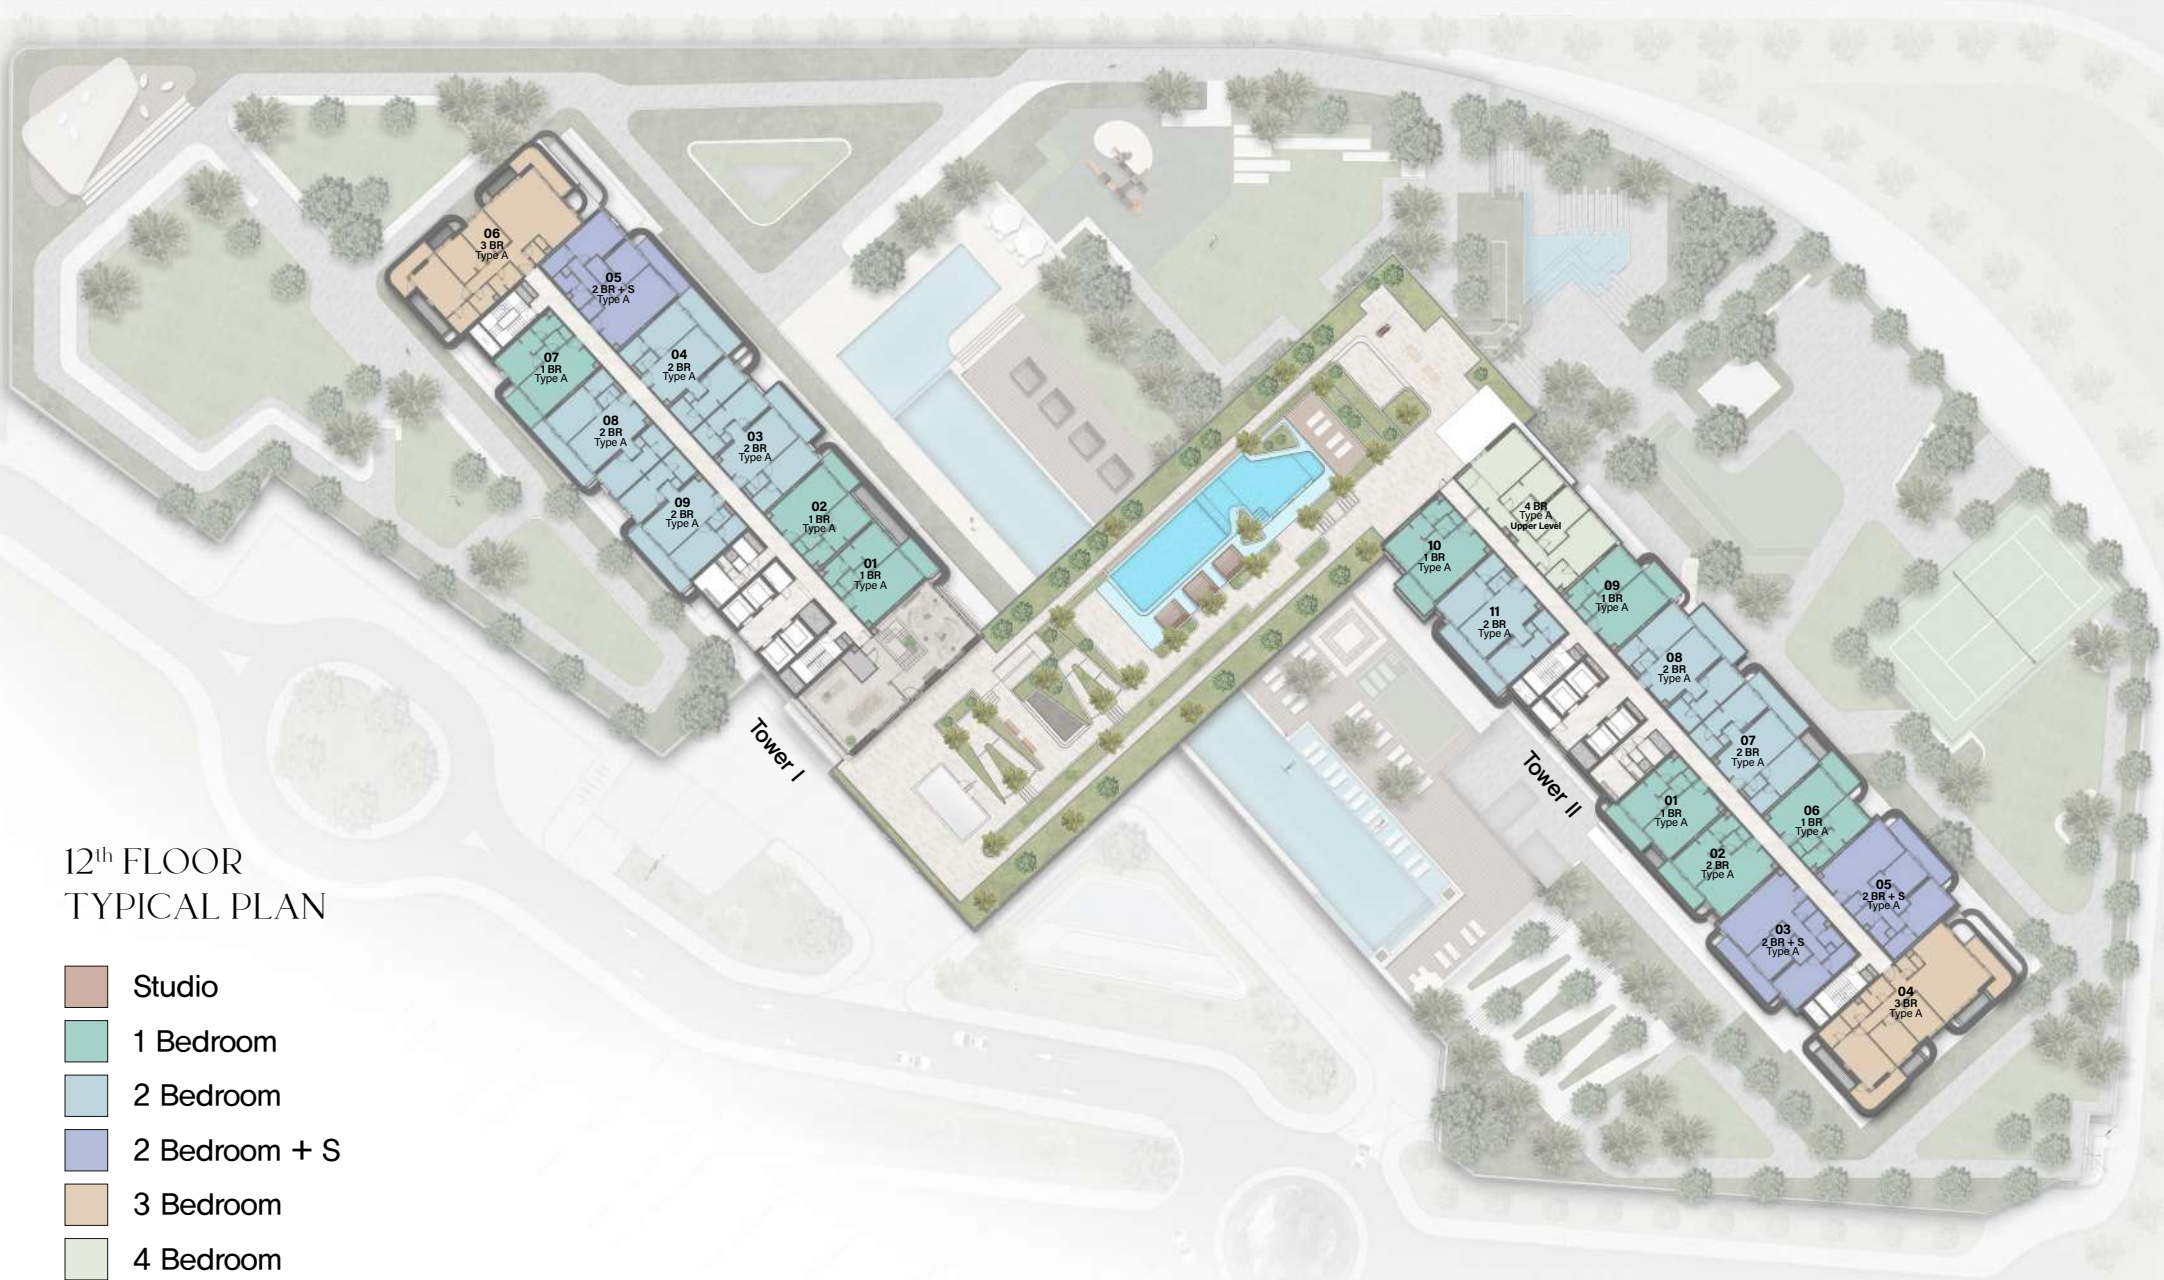 06
3 BR
Type A
05
2 BR + S
Type A
04
2 BR
Type A
07
1 BR
Type A
08
2 BR
Type A
03
2 BR
Type A
09
2 BR
Type A
02
1 BR
Type A
01
1 BR
Type A
Tower I
4 BR
Type A
Upper Level
10
1 BR
Type A
09
1 BR
Type A
11
2 BR
Type A
08
2 BR
Type A
07
2 BR
Type A
Tower II
01
1 BR
Type A
06
1 BR
Type A
02
2 BR
Type A
05
2 BR + S
Type A
03
2 BR + S
Type A
04
3 BR
Type A
12th FLOOR
TYPICAL PLAN
Studio
1 Bedroom
2 Bedroom
2 Bedroom + S
3 Bedroom
4 Bedroom